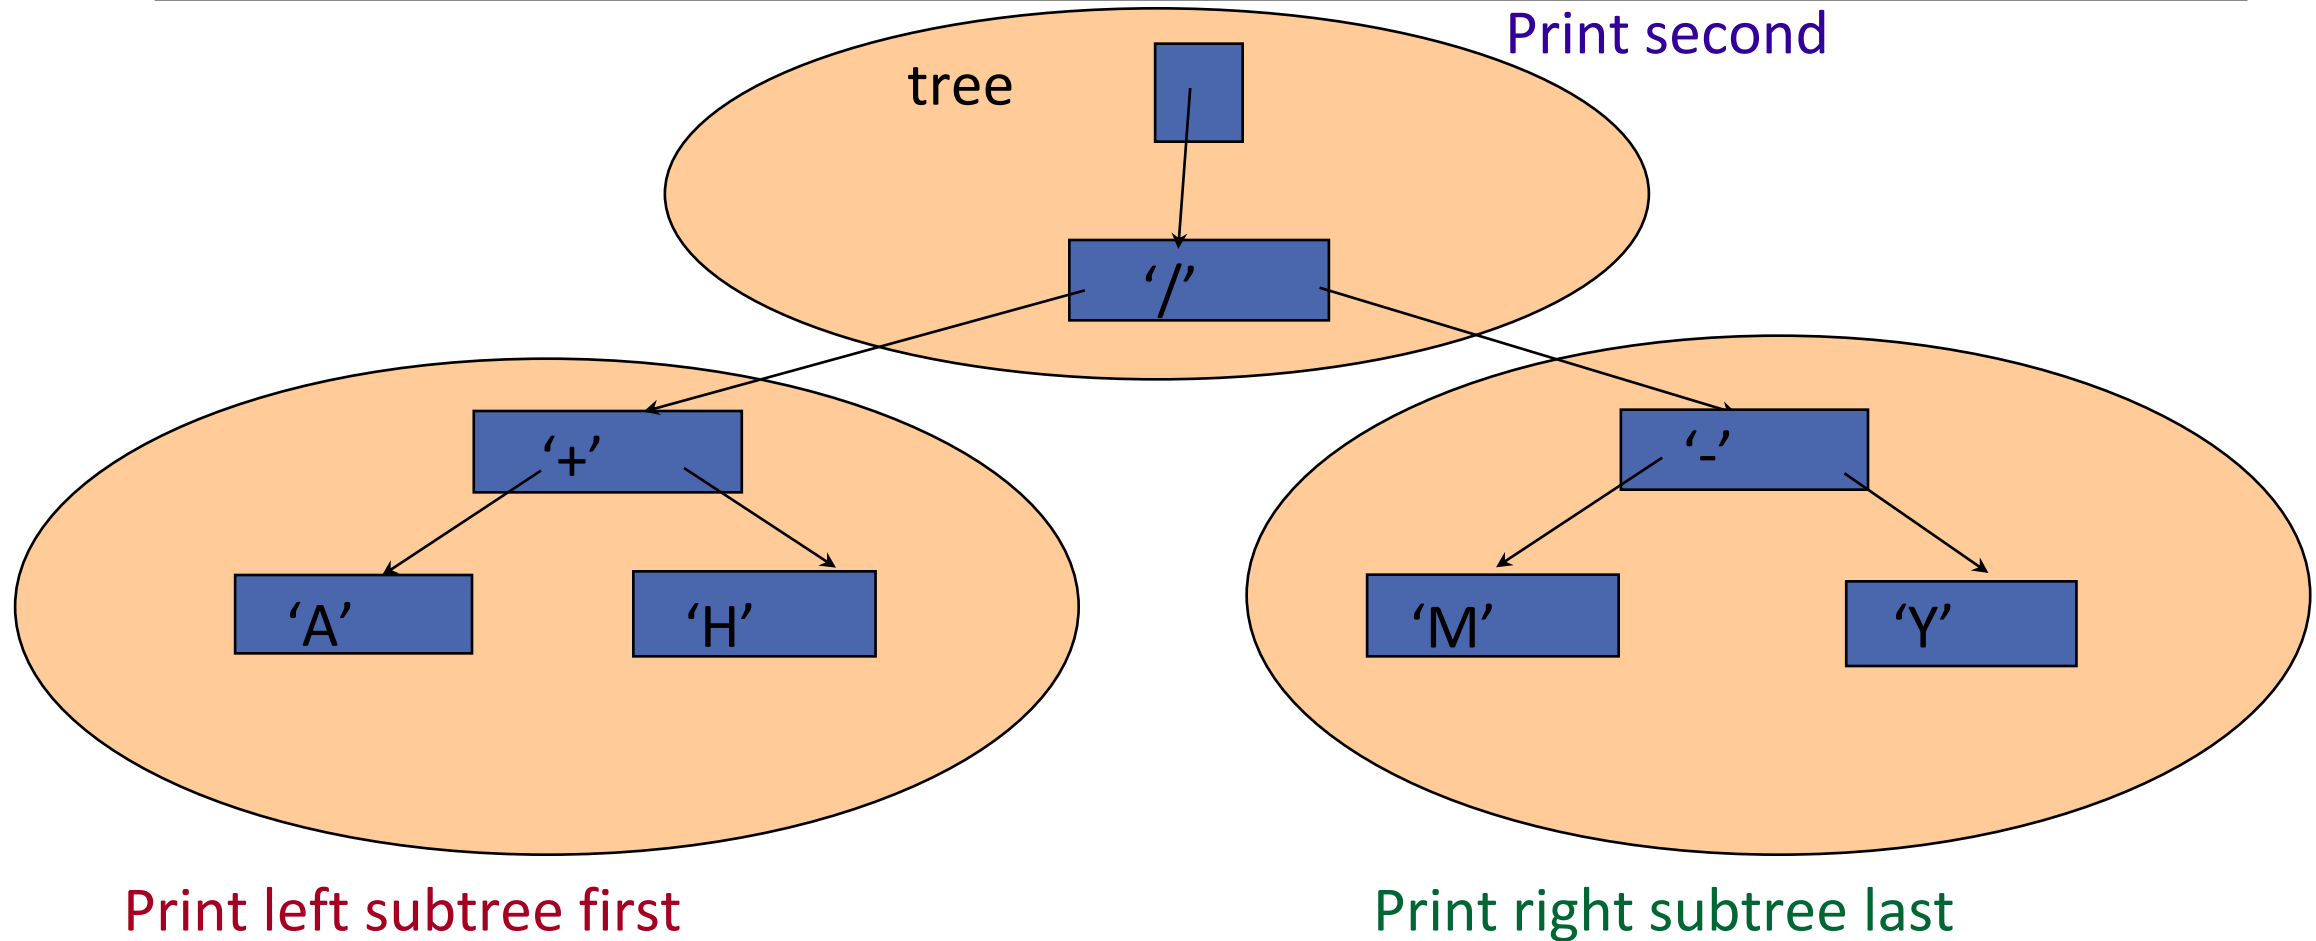 Print second
tree
‘/’
‘+’
‘-’
‘A’
‘H’
‘M’
‘Y’
Print left subtree first
Print right subtree last